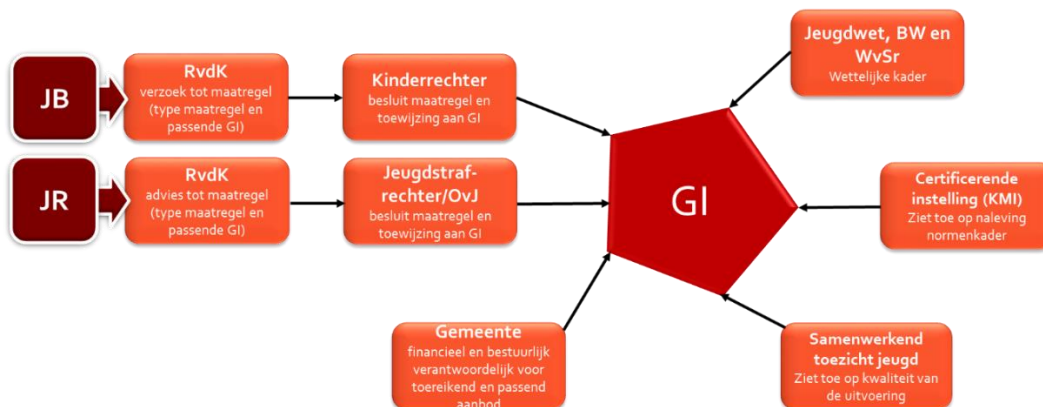 JB
RvdK
verzoek tot maatregel
(type maatregel en
passende GI)
Kinderrechter
besluit maatregel en
toewijzing aan GI
JR
RvdK
advies tot maatregel
(type maatregel en
passende GI)
Jeugdstraf-
rechter/OvJ
besluit maatregel en
toewijzing aan GI
GI
Jeugdwet, BW en
WvSr
Wettelijke kader
Certificerende
instelling (KMI)
Ziet toe op naleving
normenkader
Samenwerkend
toezicht jeugd
Ziet toe op kwaliteit van
de uitvoering
Gemeente
financieel en bestuurlijk
verantwoordelijk voor
toereikend en passend
aanbod